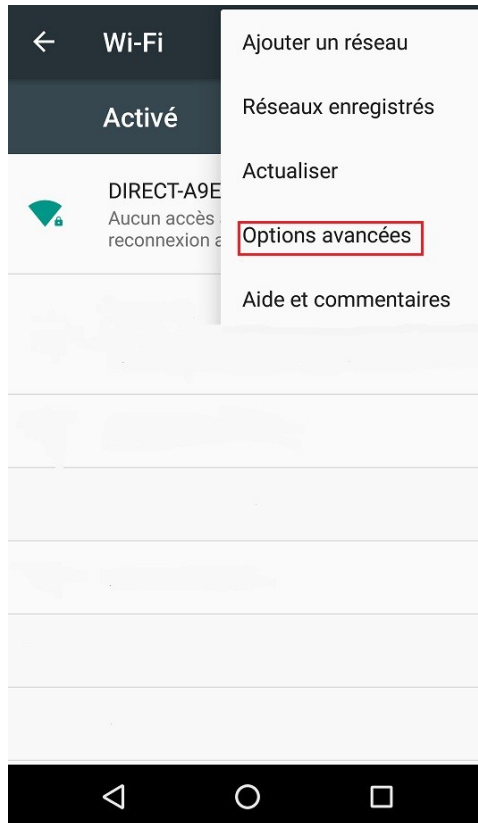 Wi-Fi
Activé
DIRECT-A9E
Aucun accès
reconnexion a
Ajouter un réseau
Réseaux enregistrés
Actualiser
Options avancées
Aide et commentaires